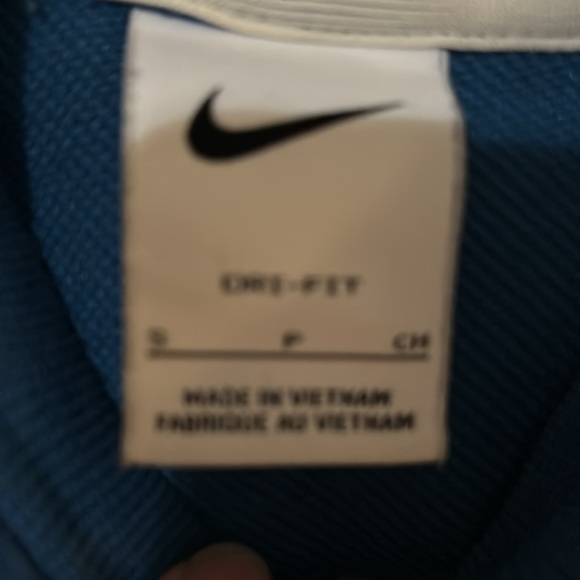 DRI-FIT
S P CH
MADE IN VIETNAM
FABRIQUE AU VIETNAM